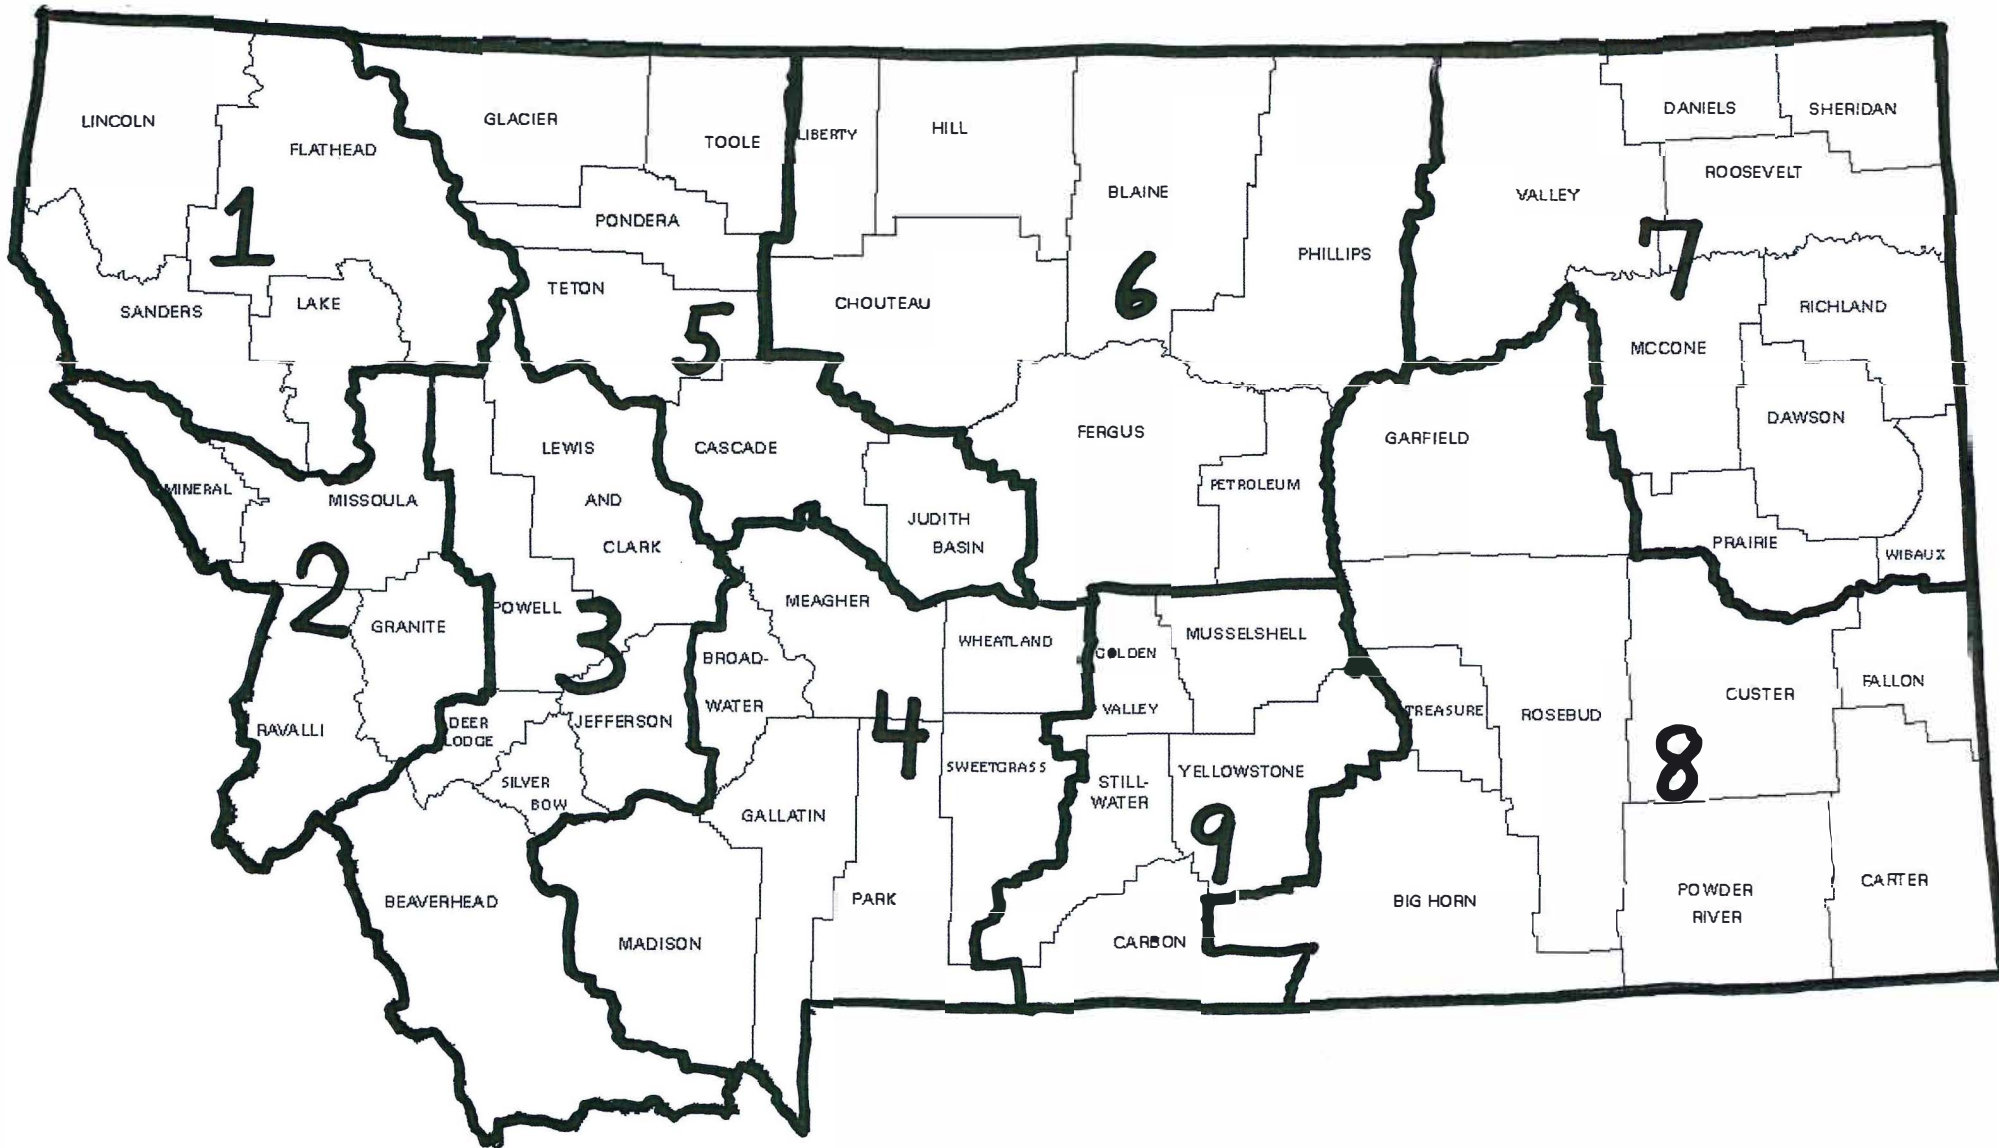 LINCOLN
FLATHEAD
GLACIER
TOOLE
LIBERTY
HILL
BLAINE
PHILLIPS
VALLEY
DANIELS
SHERIDAN
ROOSEVELT
1
PONDERA
SANDERS
LAKE
TETON
5
CHOUTEAU
6
7
RICHLAND
MCCONE
LEWIS
AND
CLARK
CASCADE
FERGUS
GARFIELD
DAWSON
MINERAL
MISSOULA
JUDITH
BASIN
PETROLEUM
PRAIRIE
WIBAUX
2
GRANITE
POWELL
3
MEAGHER
WHEATLAND
GOLDEN
VALLEY
MUSSELSHELL
BROAD-
WATER
RAVALLI
DEER
LODGE
JEFFERSON
4
TREASURE
ROSEBUD
CUSTER
FALLON
SILVER
BOW
SWEETGRASS
STILL-
WATER
YELLOWSTONE
8
GALLATIN
9
BEAVERHEAD
MADISON
PARK
CARBON
BIG HORN
POWDER
RIVER
CARTER